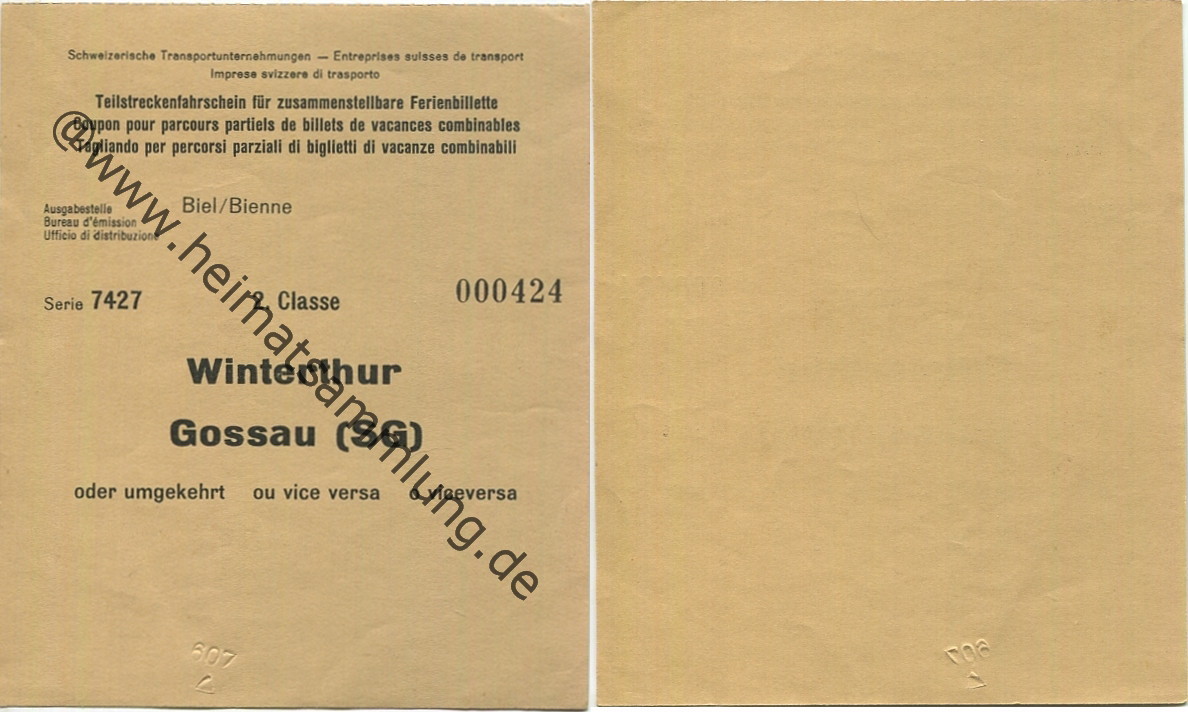 Schweizerische Transportunternehmungen — Entreprises suisses de transport
Imprese svizzere di trasporto
Teilstreckenfahrschein für zusammenstellbare Ferienbillette
Coupon pour parcours partiels de billets de vacances combinables
Tagliando per percorsi parziali di biglietti di vacanze combinabili
Ausgabestelle
Bureau d'émission
Ufficio di distribuzione
Biel/Bienne
Serie 7427 2. Classe 000424
Winterthur
Gossau (SG)
oder umgekehrt ou vice versa o viceversa
607
@www.heimatsammlung.de